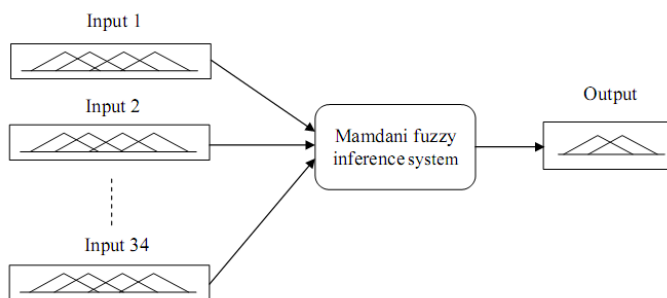 Input 1
Input 2
Input 34
Mamdani fuzzy
inference system
Output